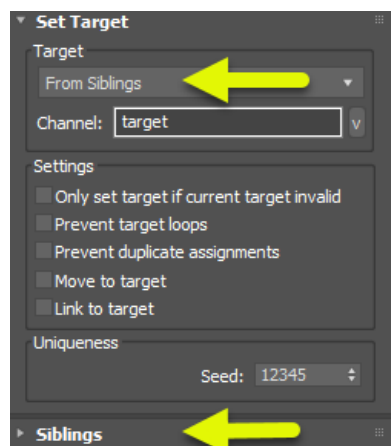 Set Target
Target
From Siblings
Channel: target v
Settings
Only set target if current target invalid
Prevent target loops
Prevent duplicate assignments
Move to target
Link to target
Uniqueness
Seed: 12345
Siblings